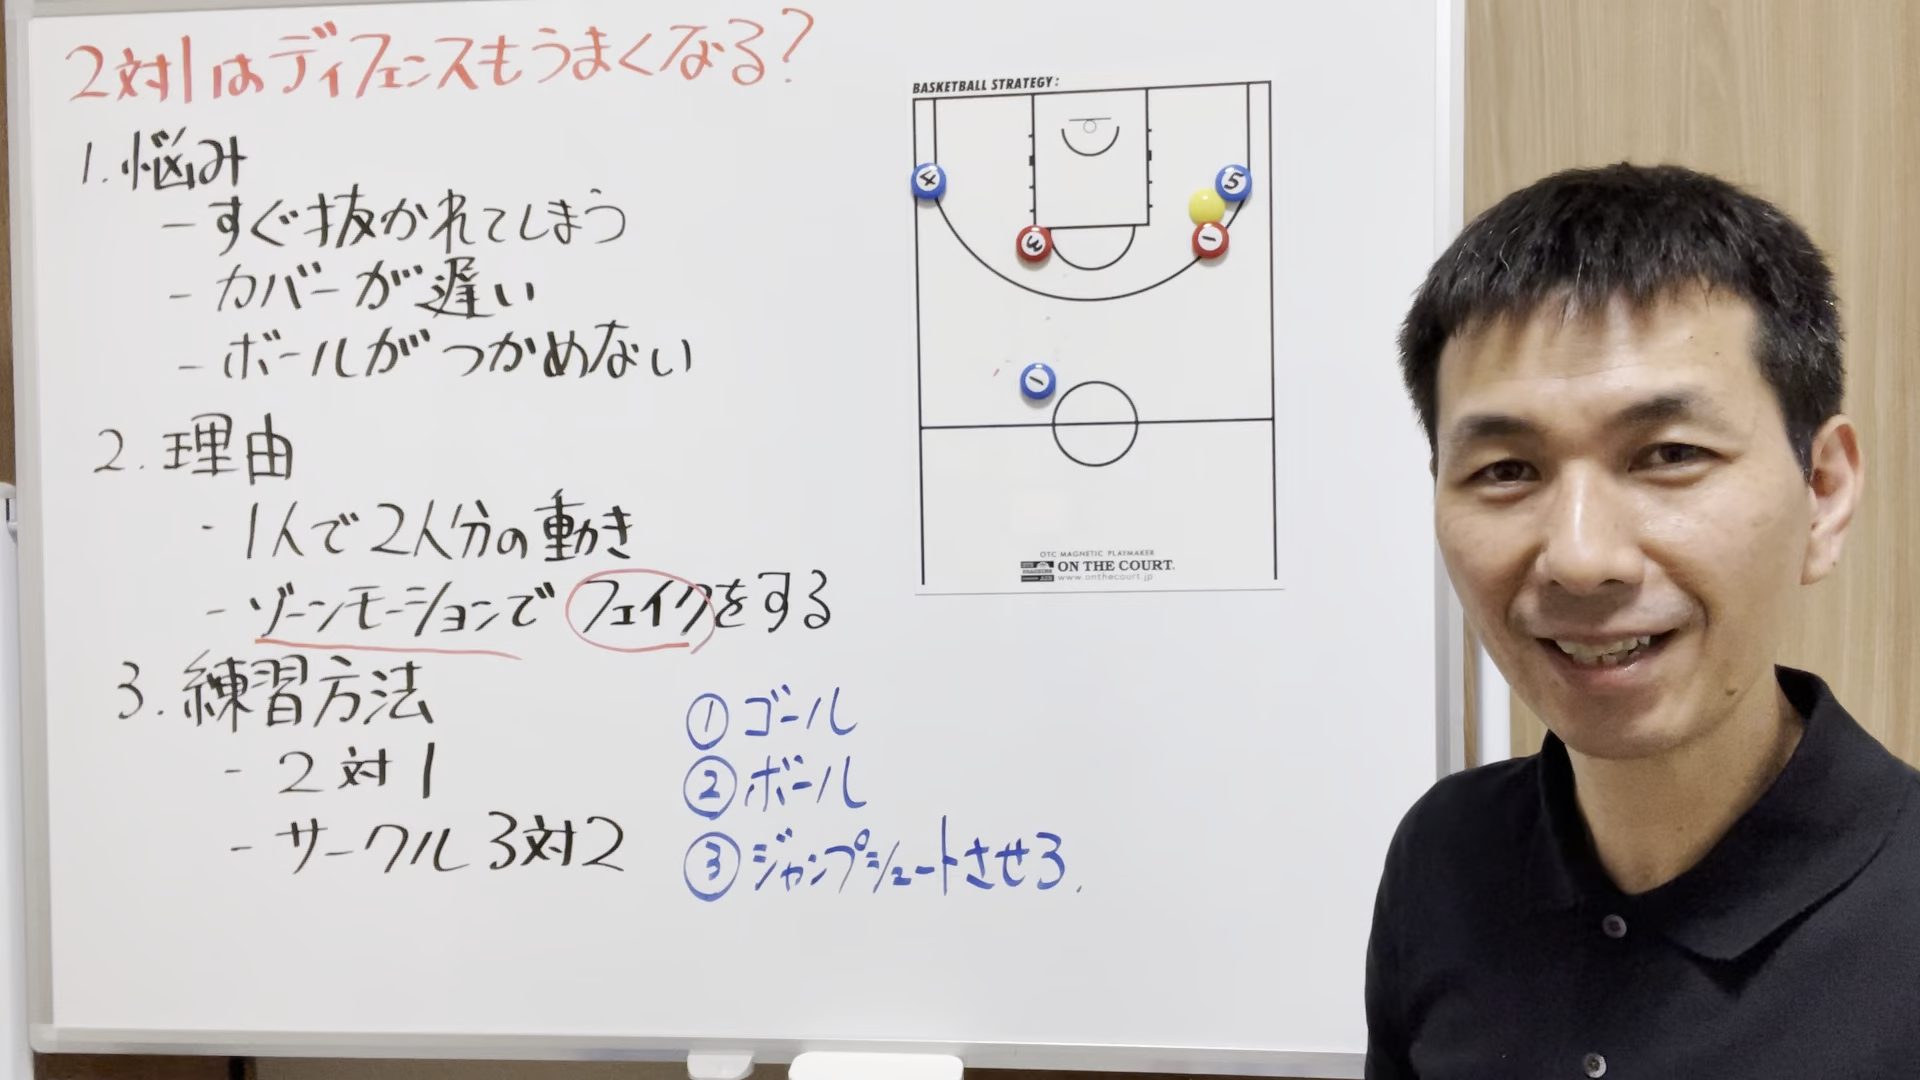 2対1はディフェンスもうまくなる?
1. 悩み
- すぐ抜かれてしまう
- カバーが遅い
- ボールがつかめない
2. 理由
- 1人で2人分の動き
- ゾーンモーションでフェイクをする
3. 練習方法
- 2対1
- サークル3対2
① ゴール
② ボール
③ ジャンプシュートさせろ.
BASKETBALL STRATEGY:
4
5
3
1
1
OTC MAGNETIC PLAYMAKER
ON THE COURT.
www.onthecourt.jp